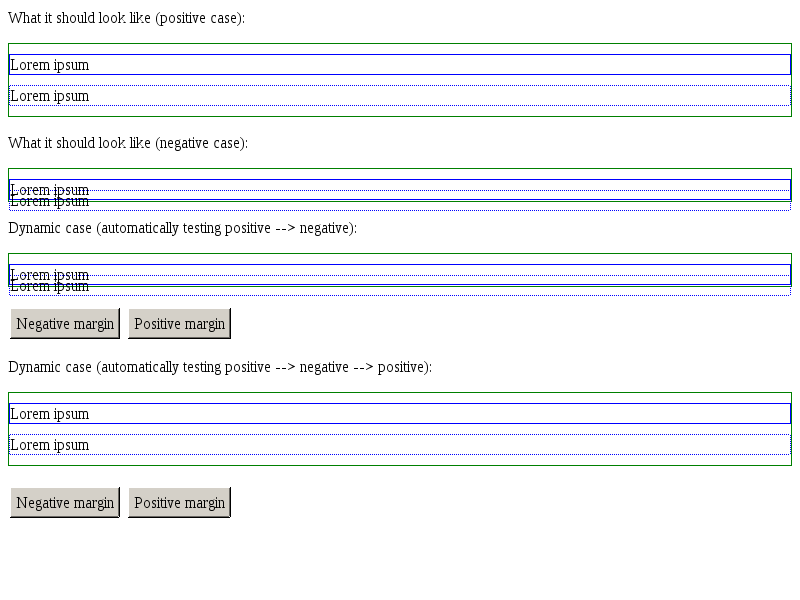 What it should look like (positive case):
Lorem ipsum
Lorem ipsum
What it should look like (negative case):
Lorem ipsum
Lorem ipsum
Dynamic case (automatically testing positive --> negative):
Lorem ipsum
Lorem ipsum
Negative margin Positive margin
Dynamic case (automatically testing positive --> negative --> positive):
Lorem ipsum
Lorem ipsum
Negative margin Positive margin